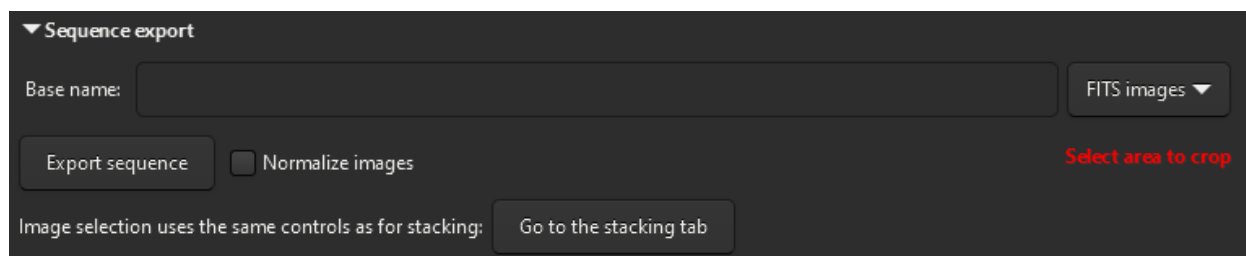 Sequence export
Base name: FITS images
Export sequence Normalize images Select area to crop
Image selection uses the same controls as for stacking: Go to the stacking tab